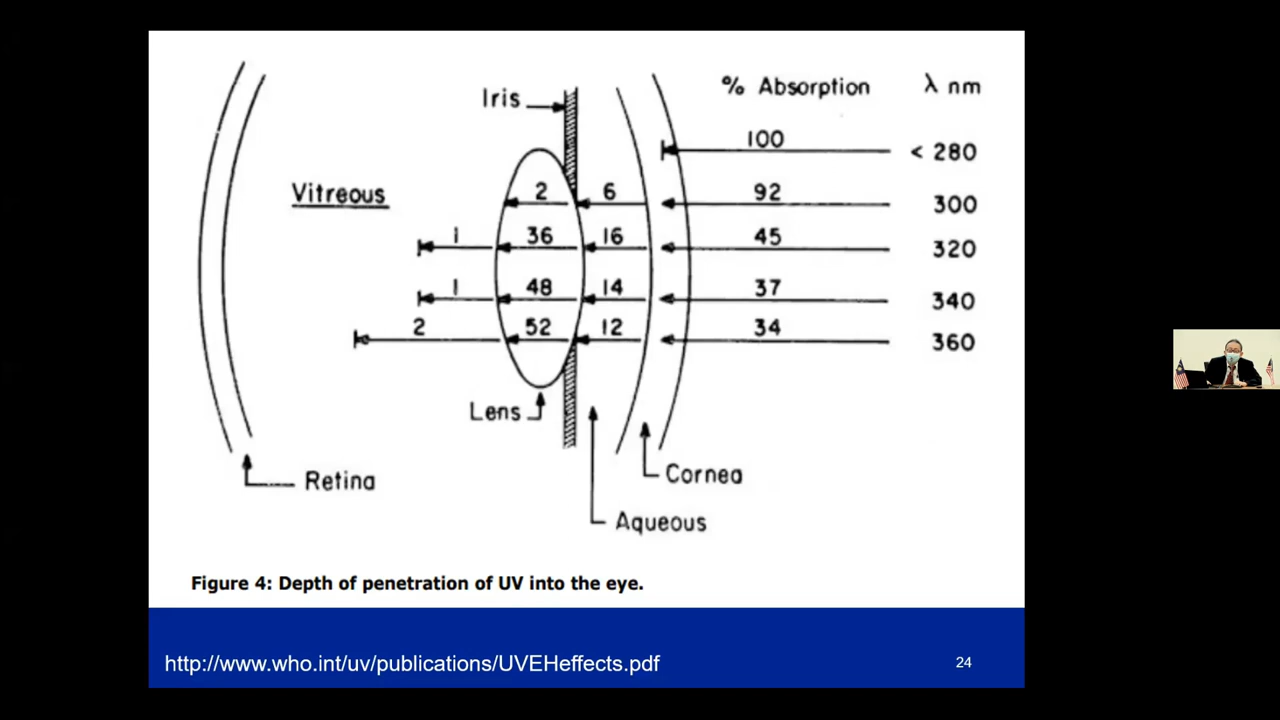 % Absorption λ nm
Iris
100 < 280
Vitreous 2 6 92 300
1 36 16 45 320
1 48 14 37 340
2 52 12 34 360
Lens
Retina
Cornea
Aqueous
Figure 4: Depth of penetration of UV into the eye.
http://www.who.int/uv/publications/UVEHeffects.pdf
24